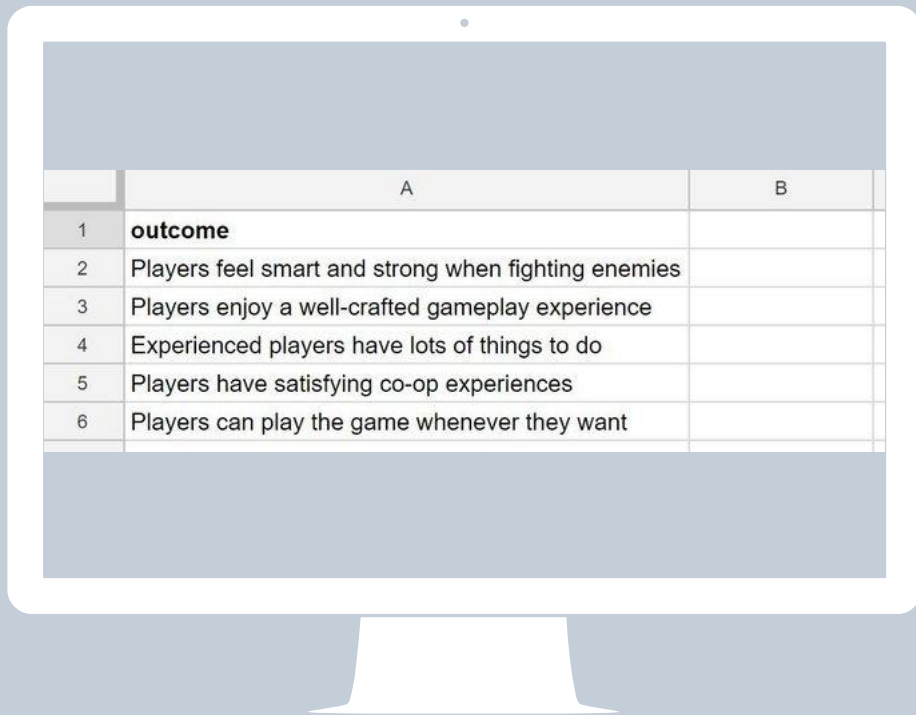 A B
1 outcome
2 Players feel smart and strong when fighting enemies
3 Players enjoy a well-crafted gameplay experience
4 Experienced players have lots of things to do
5 Players have satisfying co-op experiences
6 Players can play the game whenever they want